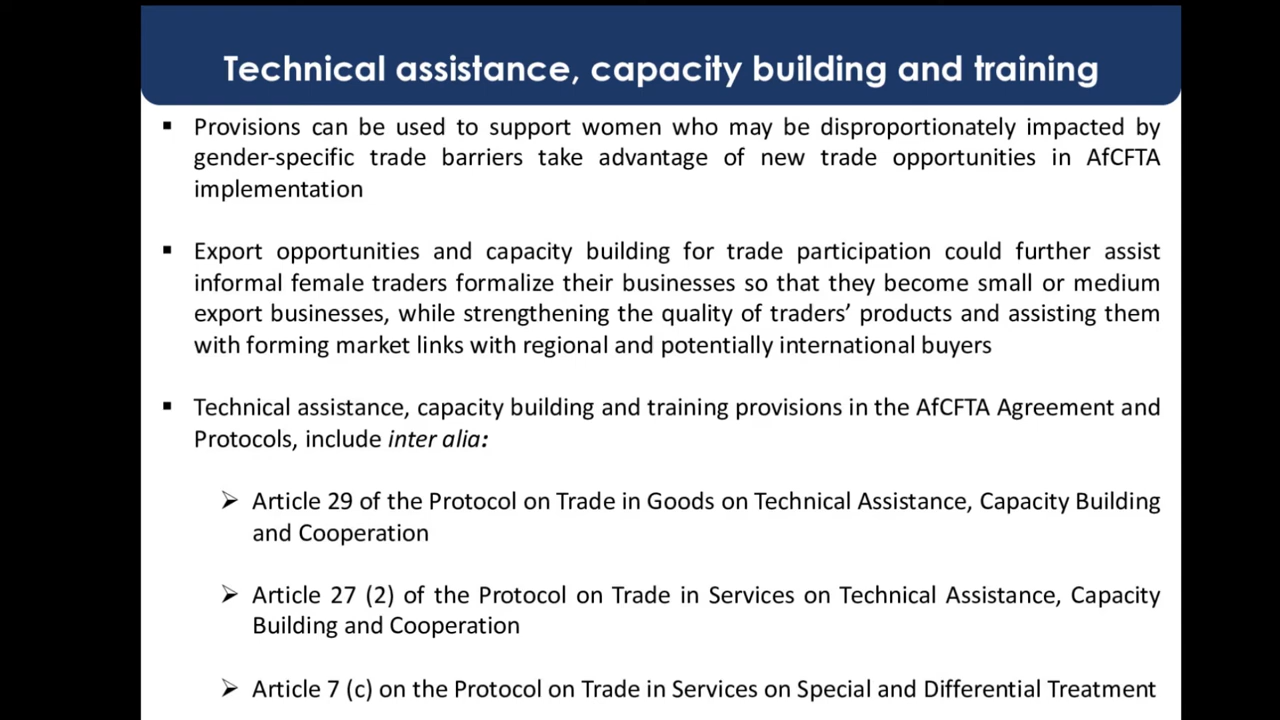 Technical assistance, capacity building and training
▪ Provisions can be used to support women who may be disproportionately impacted by
gender-specific trade barriers take advantage of new trade opportunities in AfCFTA
implementation
▪ Export opportunities and capacity building for trade participation could further assist
informal female traders formalize their businesses so that they become small or medium
export businesses, while strengthening the quality of traders’ products and assisting them
with forming market links with regional and potentially international buyers
▪ Technical assistance, capacity building and training provisions in the AfCFTA Agreement and
Protocols, include inter alia:
➢ Article 29 of the Protocol on Trade in Goods on Technical Assistance, Capacity Building
and Cooperation
➢ Article 27 (2) of the Protocol on Trade in Services on Technical Assistance, Capacity
Building and Cooperation
➢ Article 7 (c) on the Protocol on Trade in Services on Special and Differential Treatment